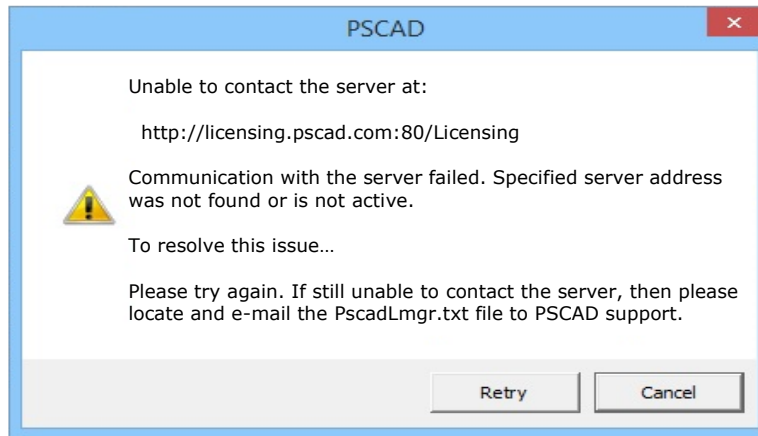 PSCAD
Unable to contact the server at:
http://licensing.pscad.com:80/Licensing
Communication with the server failed. Specified server address
was not found or is not active.
To resolve this issue…
Please try again. If still unable to contact the server, then please
locate and e-mail the PscadLmgr.txt file to PSCAD support.
Retry
Cancel